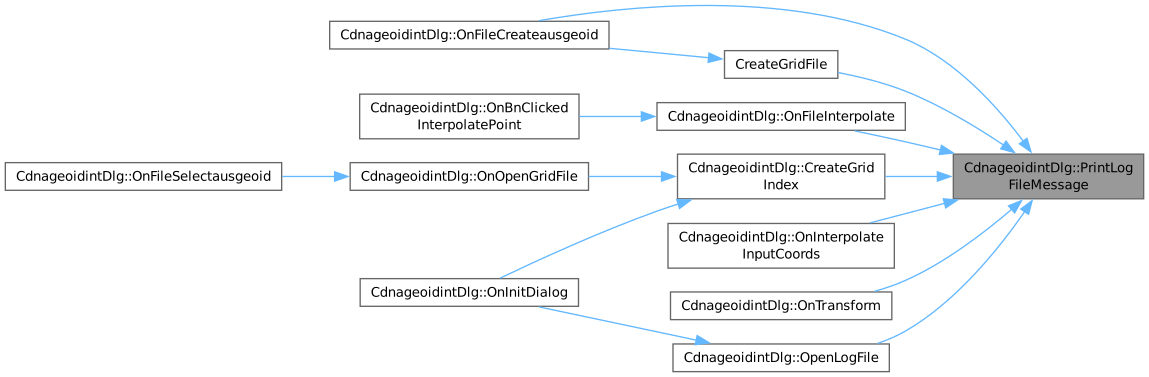 CdnageoidintDlg::OnFileCreateausgeoid
CreateGridFile
CdnageoidintDlg::OnBnClicked
InterpolatePoint
CdnageoidintDlg::OnFileInterpolate
CdnageoidintDlg::OnFileSelectausgeoid
CdnageoidintDlg::OnOpenGridFile
CdnageoidintDlg::CreateGrid
Index
CdnageoidintDlg::PrintLog
FileMessage
CdnageoidintDlg::OnInterpolate
InputCoords
CdnageoidintDlg::OnInitDialog
CdnageoidintDlg::OnTransform
CdnageoidintDlg::OpenLogFile